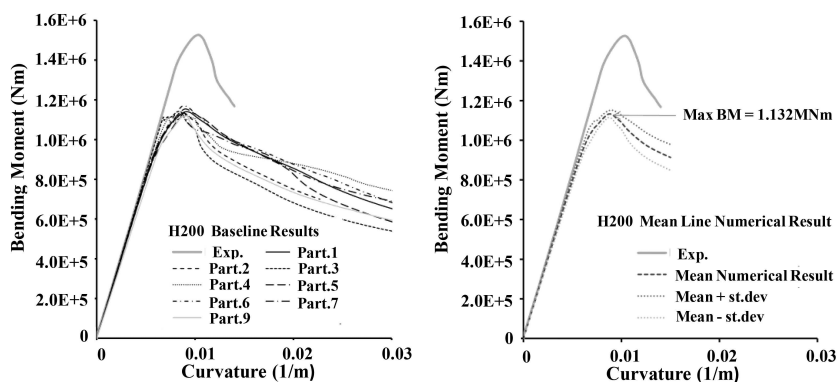 Bending Moment (Nm)
1.6E+6
1.4E+6
1.2E+6
1.0E+6
8.0E+5
6.0E+5
4.0E+5
2.0E+5
0
0
0.01
0.02
0.03
Curvature (1/m)
H200 Baseline Results
Exp.
Part.1
Part.2
Part.3
Part.4
Part.5
Part.6
Part.7
Part.9
Bending Moment (Nm)
1.6E+6
1.4E+6
1.2E+6
1.0E+6
8.0E+5
6.0E+5
4.0E+5
2.0E+5
0
0
0.01
0.02
0.03
Curvature (1/m)
Max BM = 1.132MNm
H200 Mean Line Numerical Result
Exp.
Mean Numerical Result
Mean + st.dev
Mean - st.dev